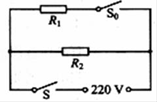 R₁ S₀
R₂
S 220 V